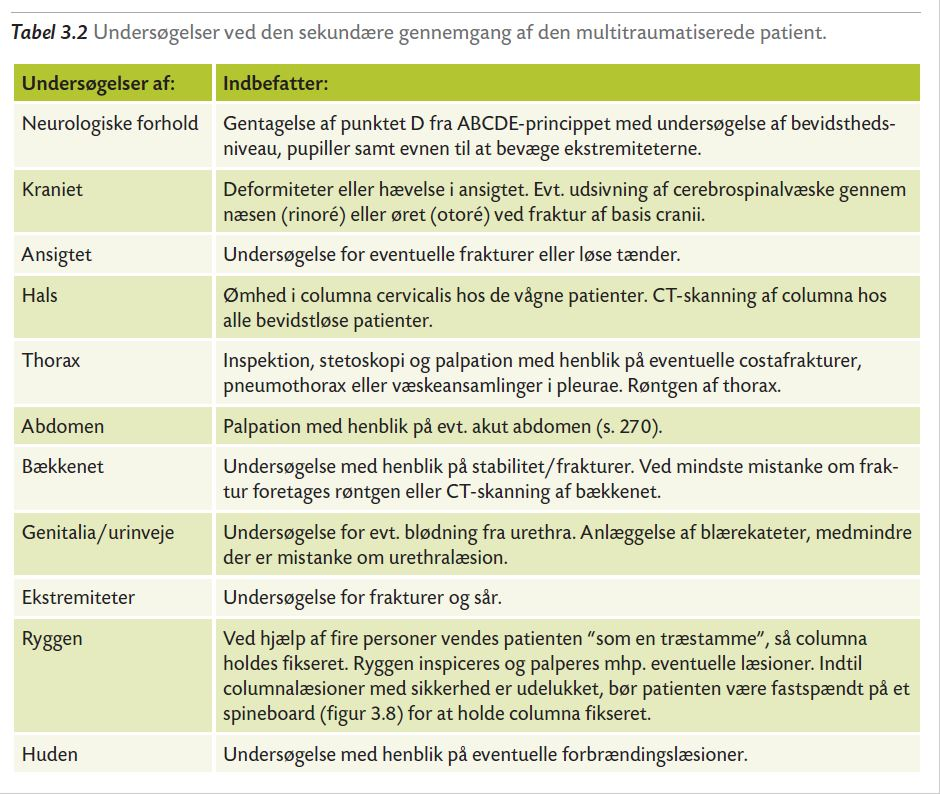 Tabel 3.2 Undersøgelser ved den sekundære gennemgang af den multitraumatiserede patient.
Undersøgelser af: Indbefatter:
Neurologiske forhold Gentagelse af punktet D fra ABCDE-princippet med undersøgelse af bevidstheds-
niveau, pupiller samt evnen til at bevæge ekstremiteterne.
Kraniet Deformiteter eller hævelse i ansigtet. Evt. udsivning af cerebrospinalvæske gennem
næsen (rinoré) eller øret (otoré) ved fraktur af basis cranii.
Ansigtet Undersøgelse for eventuelle frakturer eller løse tænder.
Hals Ømhed i columna cervicalis hos de vågne patienter. CT-skanning af columna hos
alle bevidstløse patienter.
Thorax Inspektion, stetoskopi og palpation med henblik på eventuelle costafrakturer,
pneumothorax eller væskeansamlinger i pleurae. Røntgen af thorax.
Abdomen Palpation med henblik på evt. akut abdomen (s. 270).
Bækkenet Undersøgelse med henblik på stabilitet/frakturer. Ved mindste mistanke om frak-
tur foretages røntgen eller CT-skanning af bækkenet.
Genitalia/urinveje Undersøgelse for evt. blødning fra urethra. Anlæggelse af blærekateter, medmindre
der er mistanke om urethralæsion.
Ekstremiteter Undersøgelse for frakturer og sår.
Ryggen Ved hjælp af fire personer vendes patienten ”som en træstamme”, så columna
holdes fikseret. Ryggen inspiceres og palperes mhp. eventuelle læsioner. Indtil
columnalæsioner med sikkerhed er udelukket, bør patienten være fastspændt på et
spineboard (figur 3.8) for at holde columna fikseret.
Huden Undersøgelse med henblik på eventuelle forbrændingslæsioner.